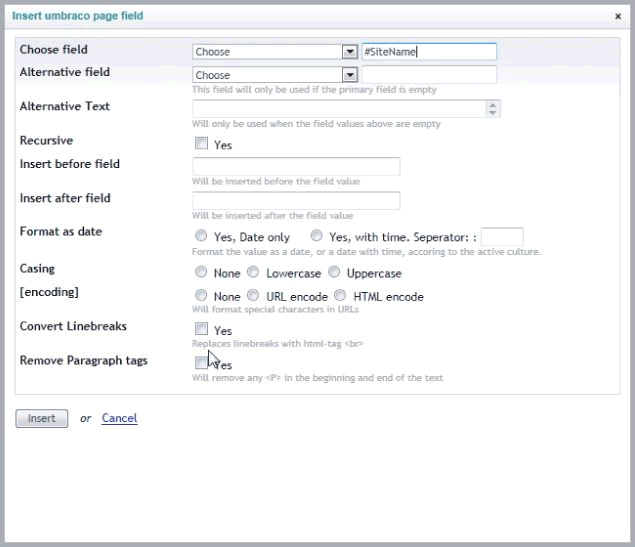 Insert umbraco page field
Choose field Choose #SiteName
Alternative field Choose
This field will only be used if the primary field is empty
Alternative Text
Will only be used when the field values above are empty
Recursive Yes
Insert before field
Will be inserted before the field value
Insert after field
Will be inserted after the field value
Format as date Yes, Date only Yes, with time. Seperator: :
Format the value as a date, or a date with time, accoring to the active culture.
Casing None Lowercase Uppercase
[encoding] None URL encode HTML encode
Will format special characters in URLs
Convert Linebreaks Yes
Replaces linebreaks with html-tag <br>
Remove Paragraph tags Yes
Will remove any <P> in the beginning and end of the text
Insert or Cancel